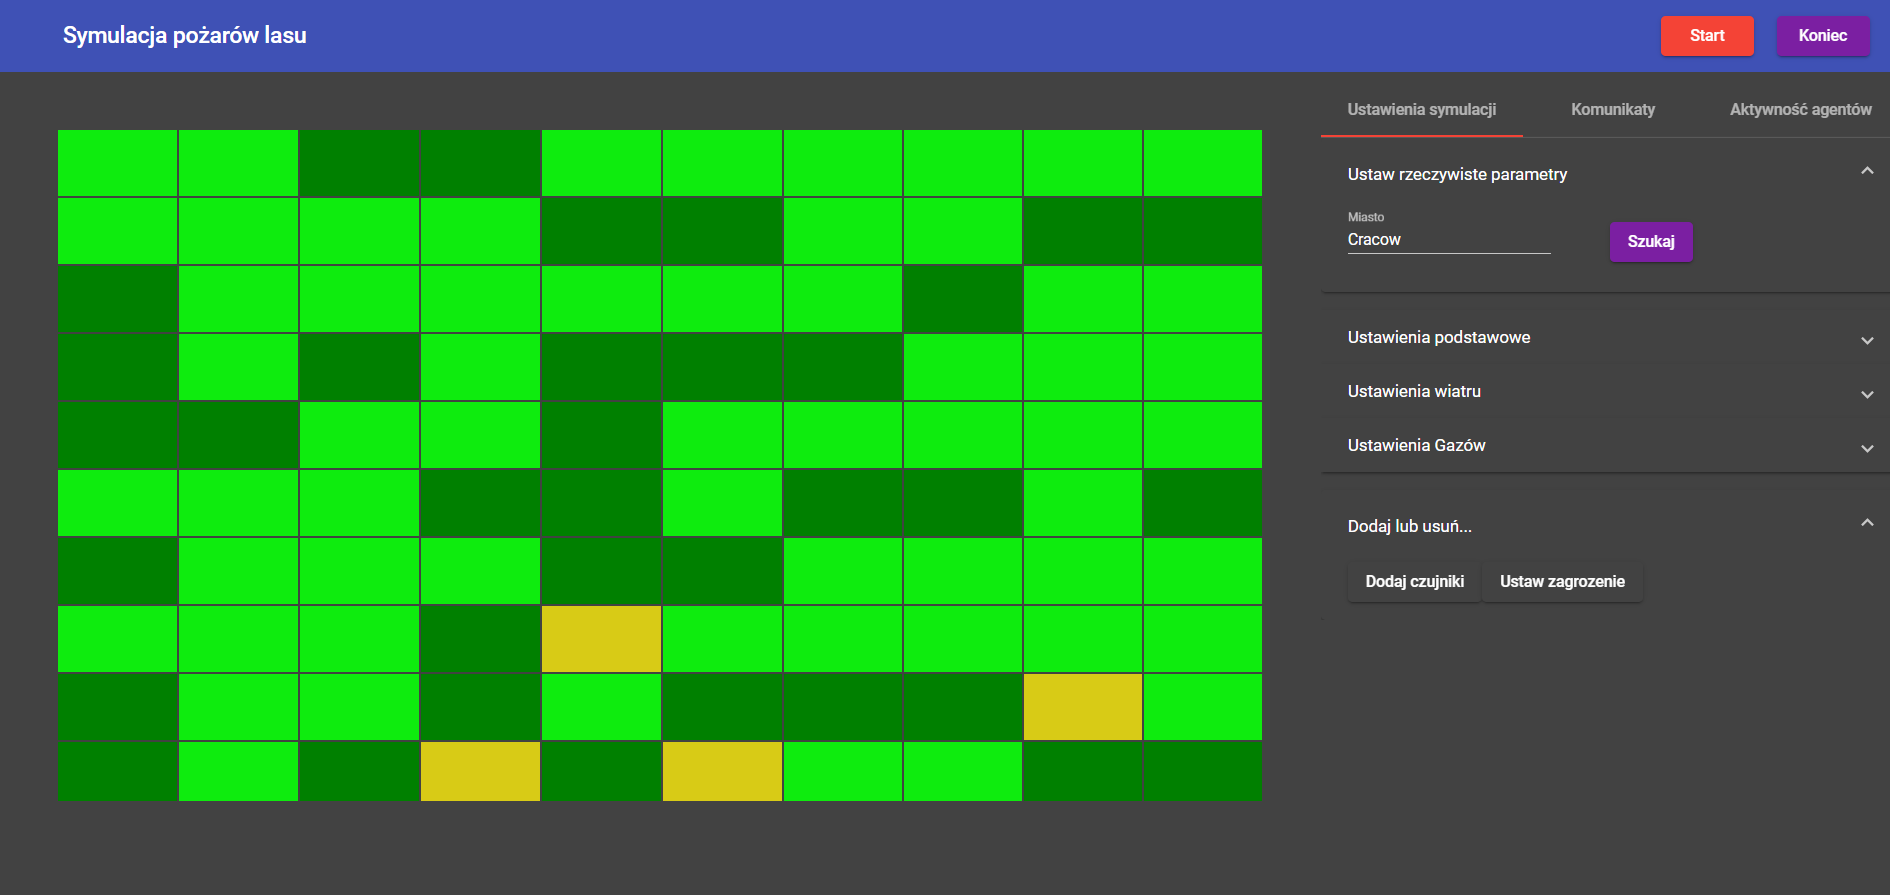 Symulacja pożarów lasu
Start
Koniec
Ustawienia symulacji
Komunikaty
Aktywność agentów
Ustaw rzeczywiste parametry
Miasto
Cracow
Szukaj
Ustawienia podstawowe
Ustawienia wiatru
Ustawienia Gazów
Dodaj lub usuń...
Dodaj czujniki
Ustaw zagrozenie